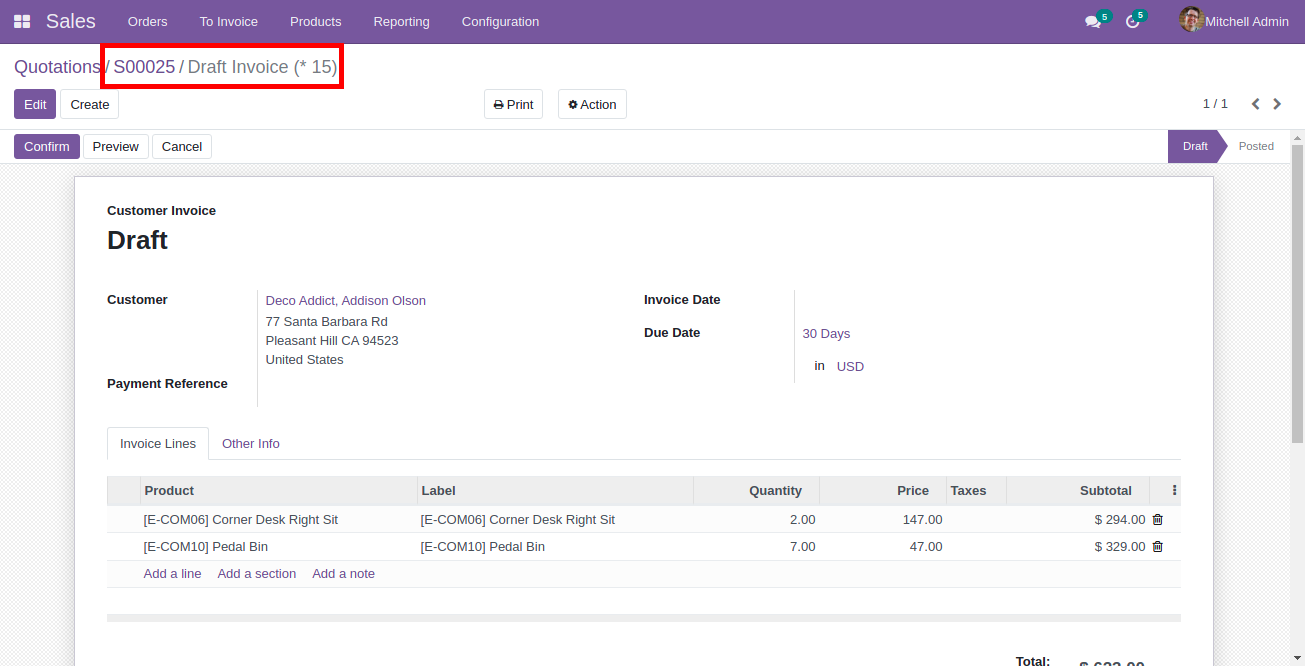 Sales Orders To Invoice Products Reporting Configuration 5 5 Mitchell Admin
Quotations / S00025 / Draft Invoice (* 15)
Edit Create Print Action 1 / 1
Confirm Preview Cancel Draft Posted
Customer Invoice
Draft
Customer Deco Addict, Addison Olson Invoice Date
77 Santa Barbara Rd
Due Date 30 Days
Pleasant Hill CA 94523
United States
in USD
Payment Reference
Invoice Lines Other Info
Product Label Quantity Price Taxes Subtotal
[E-COM06] Corner Desk Right Sit [E-COM06] Corner Desk Right Sit 2.00 147.00 $ 294.00
[E-COM10] Pedal Bin [E-COM10] Pedal Bin 7.00 47.00 $ 329.00
Add a line Add a section Add a note
Total: